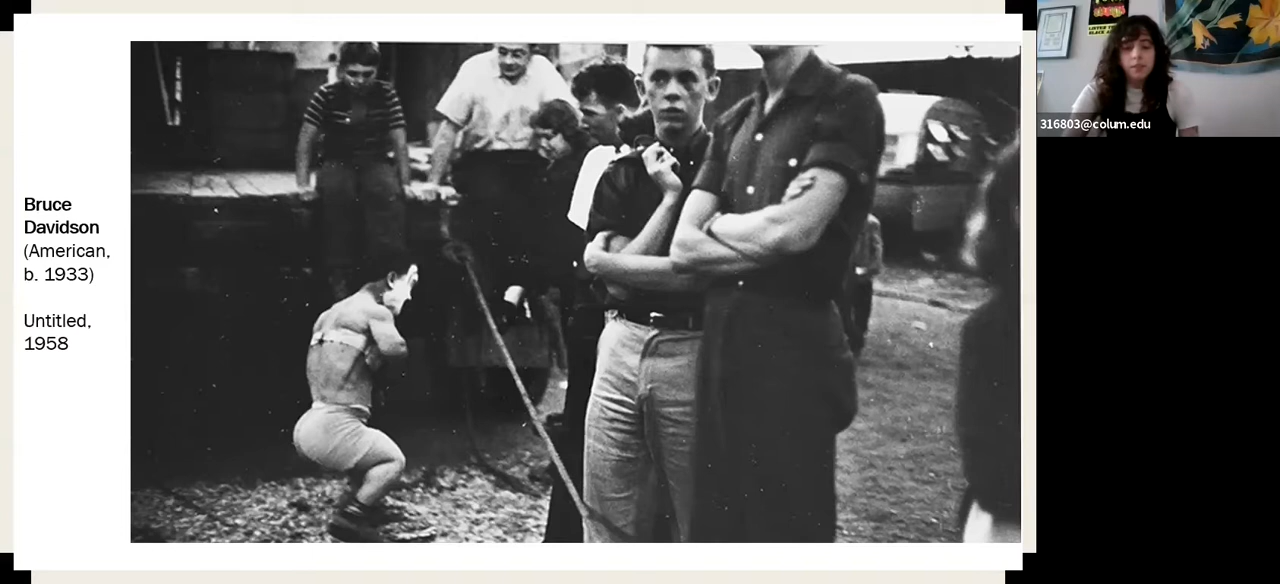 Bruce
Davidson
(American,
b. 1933)
Untitled,
1958
316803@colum.edu